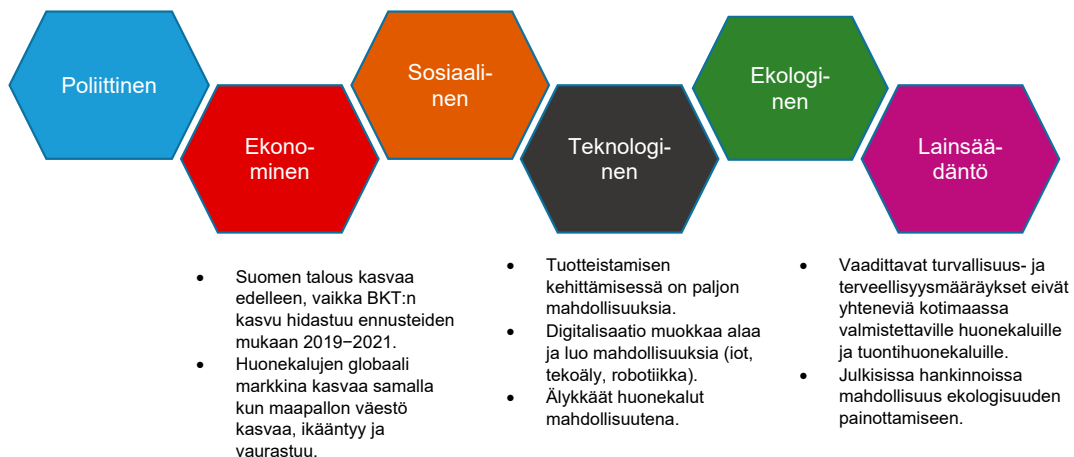 Poliittinen
Ekono-
minen
Sosiaali-
nen
Teknologi-
nen
Ekologi-
nen
Lainsää-
däntö
• Suomen talous kasvaa
edelleen, vaikka BKT:n
kasvu hidastuu ennusteiden
mukaan 2019−2021.
• Huonekalujen globaali
markkina kasvaa samalla
kun maapallon väestö
kasvaa, ikääntyy ja
vaurastuu.
• Tuotteistamisen
kehittämisessä on paljon
mahdollisuuksia.
• Digitalisaatio muokkaa alaa
ja luo mahdollisuuksia (iot,
tekoäly, robotiikka).
• Älykkäät huonekalut
mahdollisuutena.
• Vaadittavat turvallisuus- ja
terveellisyysmääräykset eivät
yhteneviä kotimaassa
valmistettaville huonekaluille
ja tuontihuonekaluille.
• Julkisissa hankinnoissa
mahdollisuus ekologisuuden
painottamiseen.